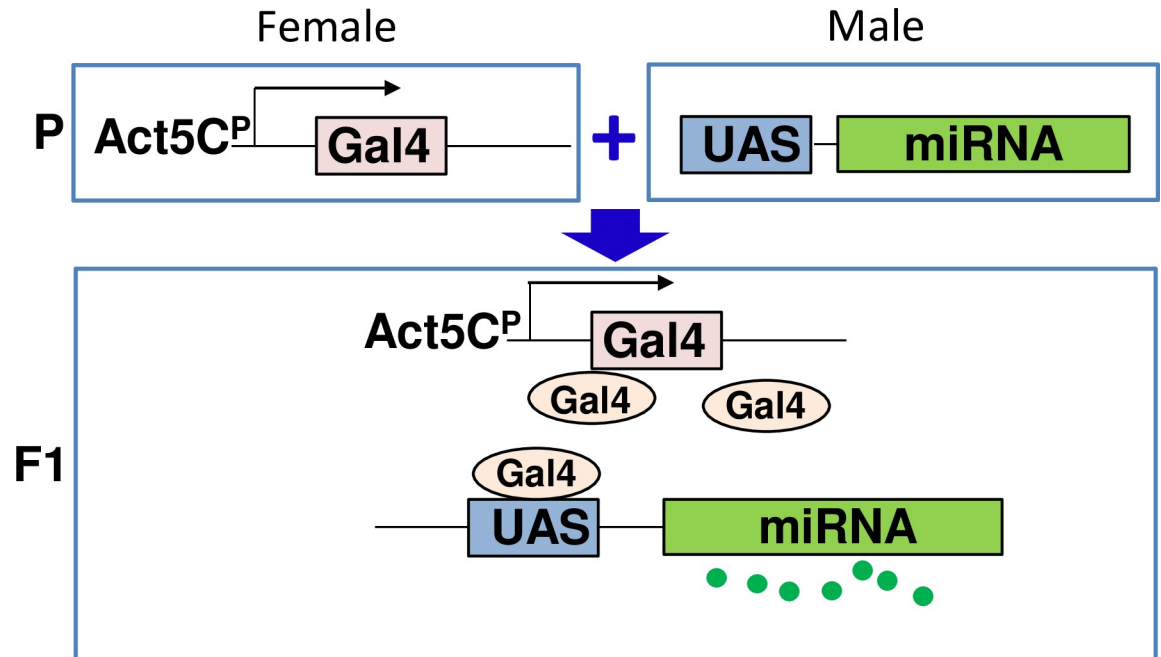 Female Male
P Act5Cᴾ Gal4 + UAS miRNA
Act5Cᴾ Gal4
Gal4 Gal4
F1 Gal4
UAS miRNA